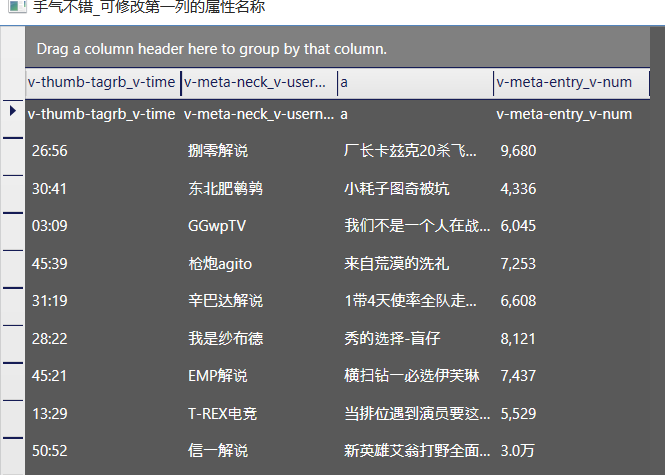 手气不错_可修改第一列的属性名称
Drag a column header here to group by that column.
v-thumb-tagrb_v-time v-meta-neck_v-user... a v-meta-entry_v-num
v-thumb-tagrb_v-time v-meta-neck_v-usern... a v-meta-entry_v-num
26:56 捌零解说 厂长卡兹克20杀飞... 9,680
30:41 东北肥鹌鹑 小耗子图奇被坑 4,336
03:09 GGwpTV 我们不是一个人在战... 6,045
45:39 枪炮agito 来自荒漠的洗礼 7,253
31:19 辛巴达解说 1带4天使率全队走... 6,608
28:22 我是纱布德 秀的选择-盲仔 8,121
45:21 EMP解说 横扫钻一必选伊芙琳 7,437
13:29 T-REX电竞 当排位遇到演员要这... 5,529
50:52 信一解说 新英雄艾翁打野全面... 3.0万